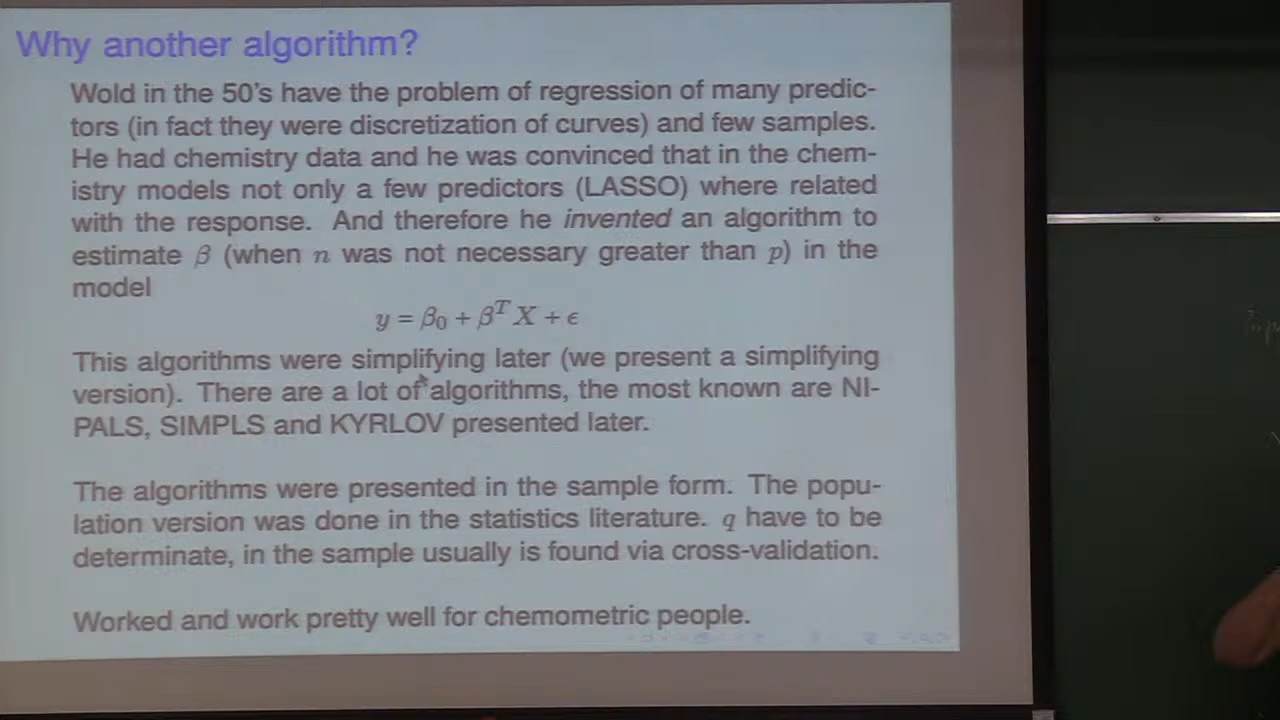 Why another algorithm?
Wold in the 50's have the problem of regression of many predic-
tors (in fact they were discretization of curves) and few samples.
He had chemistry data and he was convinced that in the chem-
istry models not only a few predictors (LASSO) where related
with the response. And therefore he invented an algorithm to
estimate β (when n was not necessary greater than p) in the
model
y = β₀ + βᵀ X + ϵ
This algorithms were simplifying later (we present a simplifying
version). There are a lot of algorithms, the most known are NI-
PALS, SIMPLS and KYRLOV presented later.
The algorithms were presented in the sample form. The popu-
lation version was done in the statistics literature. q have to be
determinate, in the sample usually is found via cross-validation.
Worked and work pretty well for chemometric people.